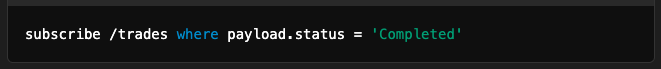 subscribe /trades where payload.status = 'Completed'